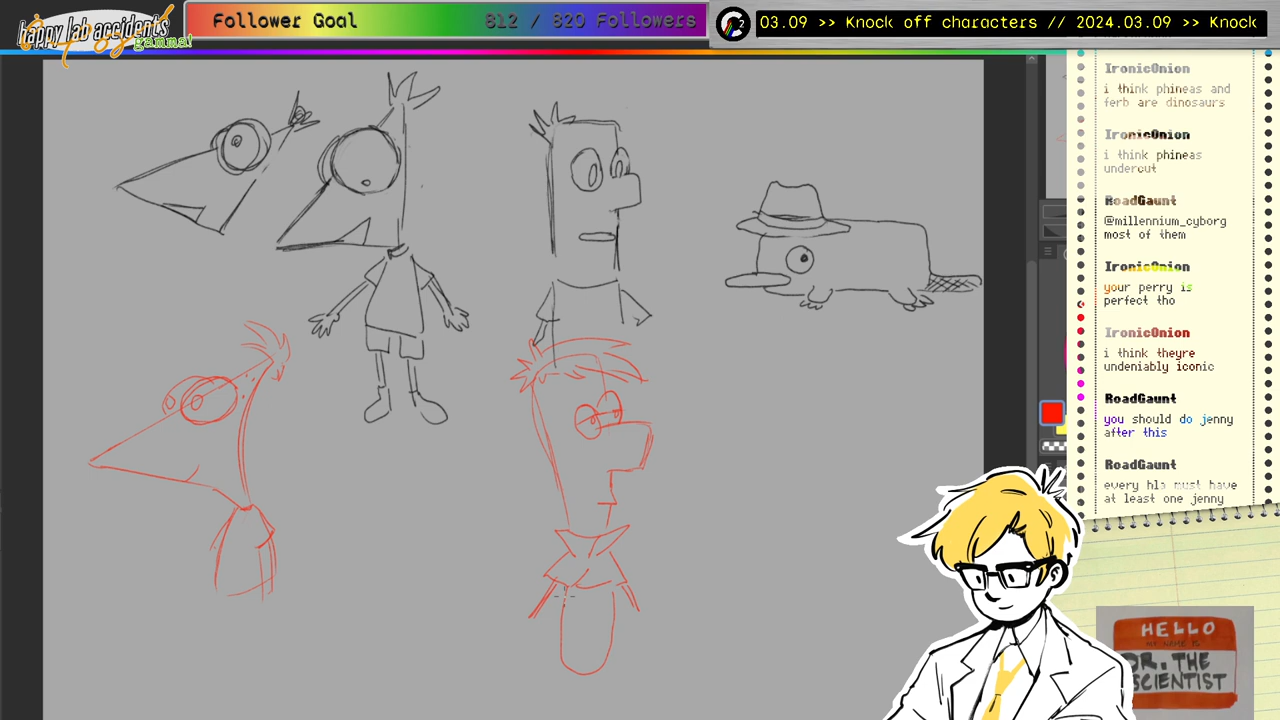 happy lab accidents
gamma!
Follower Goal
812 / 820 Followers
03.09 >> Knock off characters // 2024.03.09 >> Knock
IronicOnion
i think phineas and
ferb are dinosaurs
IronicOnion
i think phineas
undercut
RoadGaunt
@millennium_cyborg
most of them
IronicOnion
your perry is
perfect tho
IronicOnion
i think theyre
undeniably iconic
RoadGaunt
you should do jenny
after this
RoadGaunt
every hla must have
at least one jenny
HELLO
MY NAME IS
DR. THE
SCIENTIST